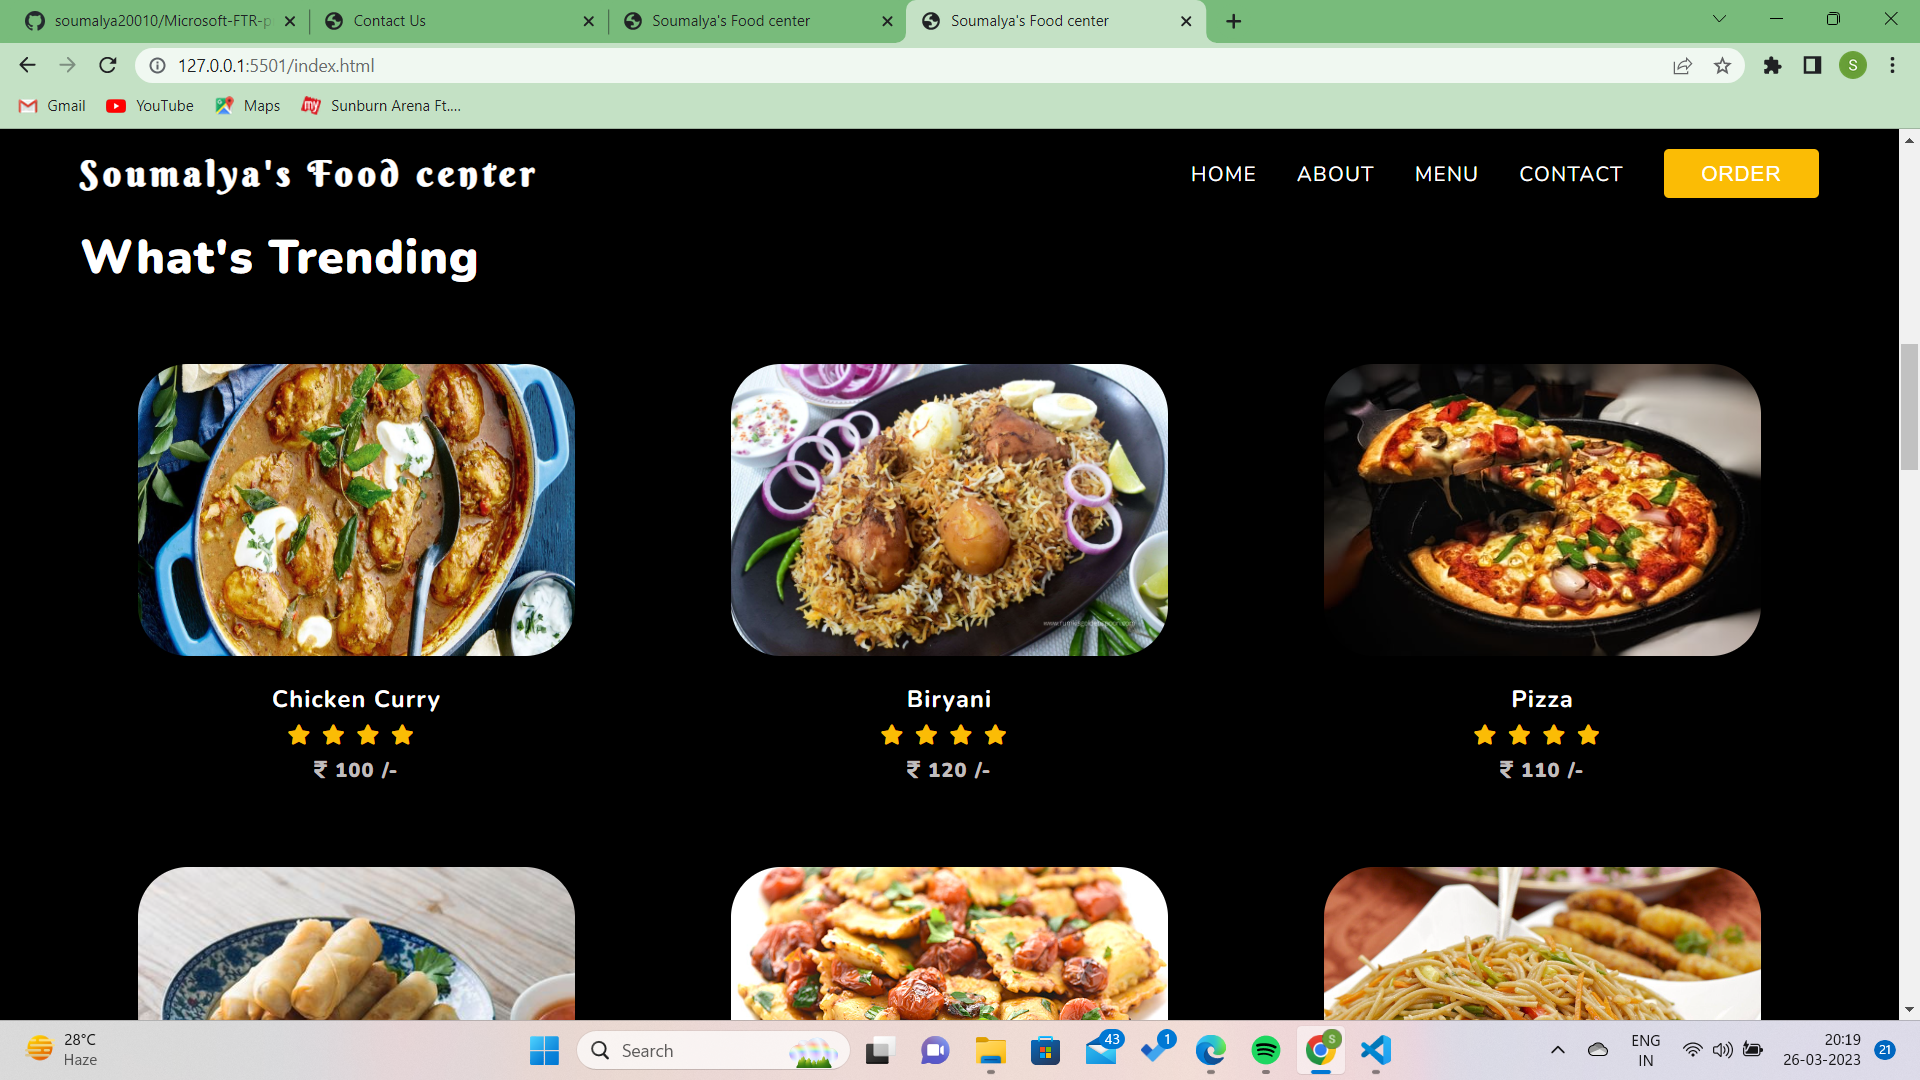 soumalya20010/Microsoft-FTR-p
Contact Us
Soumalya's Food center
Soumalya's Food center
127.0.0.1:5501/index.html
S
Gmail
YouTube
Maps
my
Sunburn Arena Ft....
Soumalya's Food center
HOME
ABOUT
MENU
CONTACT
ORDER
What's Trending
Chicken Curry
Biryani
Pizza
₹ 100 /-
₹ 120 /-
₹ 110 /-
28°C
Haze
Search
43
1
S
ENG
IN
20:19
26-03-2023
21